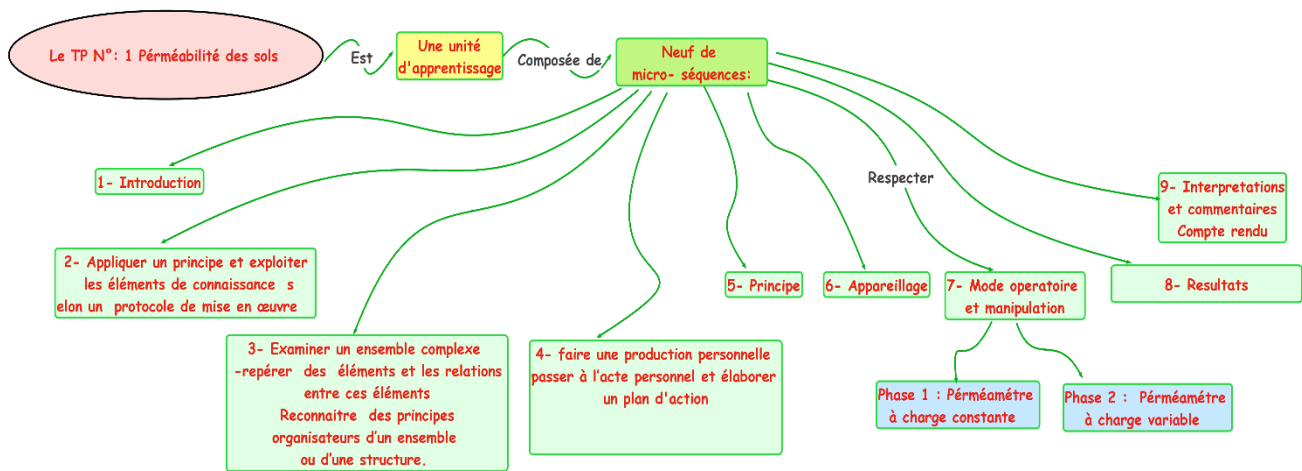 Le TP N°: 1 Pérméabilité des sols
Est
Une unité
d'apprentissage
Composée de
Neuf de
micro- séquences:
1- Introduction
2- Appliquer un principe et exploiter
les éléments de connaissance s
elon un protocole de mise en œuvre
3- Examiner un ensemble complexe
-repérer des éléments et les relations
entre ces éléments
Reconnaitre des principes
organisateurs d'un ensemble
ou d'une structure.
4- faire une production personnelle
passer à l'acte personnel et élaborer
un plan d'action
5- Principe
6- Appareillage
Respecter
7- Mode operatoire
et manipulation
Phase 1 : Pérméamétre
à charge constante
Phase 2 : Pérméamétre
à charge variable
8- Resultats
9- Interpretations
et commentaires
Compte rendu